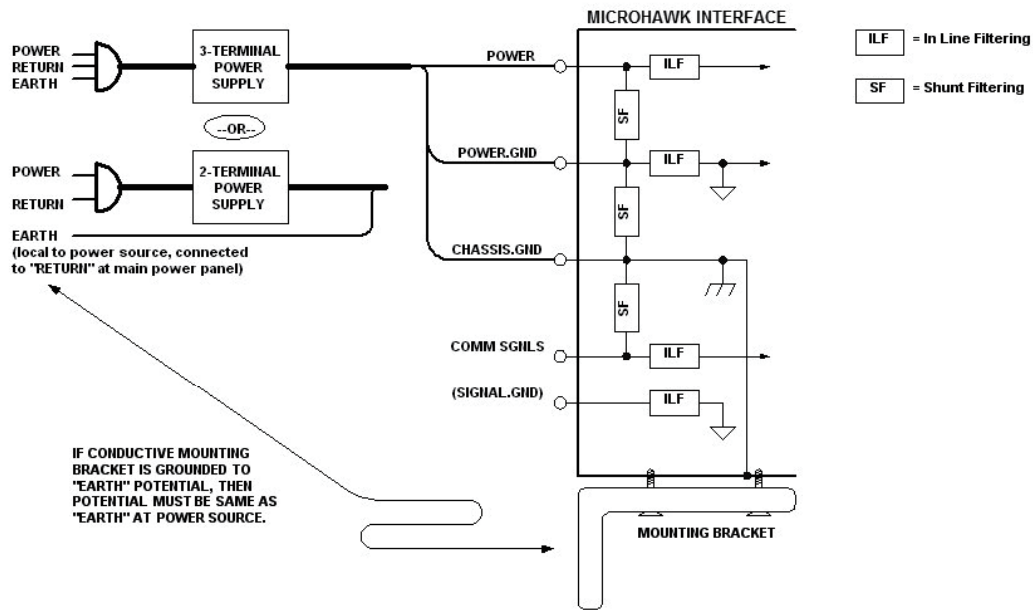 MICROHAWK INTERFACE
ILF = In Line Filtering
SF = Shunt Filtering
POWER
RETURN
EARTH
3-TERMINAL
POWER
SUPPLY
--OR--
POWER
RETURN
2-TERMINAL
POWER
SUPPLY
EARTH
(local to power source, connected
to "RETURN" at main power panel)
POWER
ILF
SF
POWER.GND
ILF
SF
CHASSIS.GND
SF
COMM SGNLS
ILF
(SIGNAL.GND)
ILF
IF CONDUCTIVE MOUNTING
BRACKET IS GROUNDED TO
"EARTH" POTENTIAL, THEN
POTENTIAL MUST BE SAME AS
"EARTH" AT POWER SOURCE.
MOUNTING BRACKET